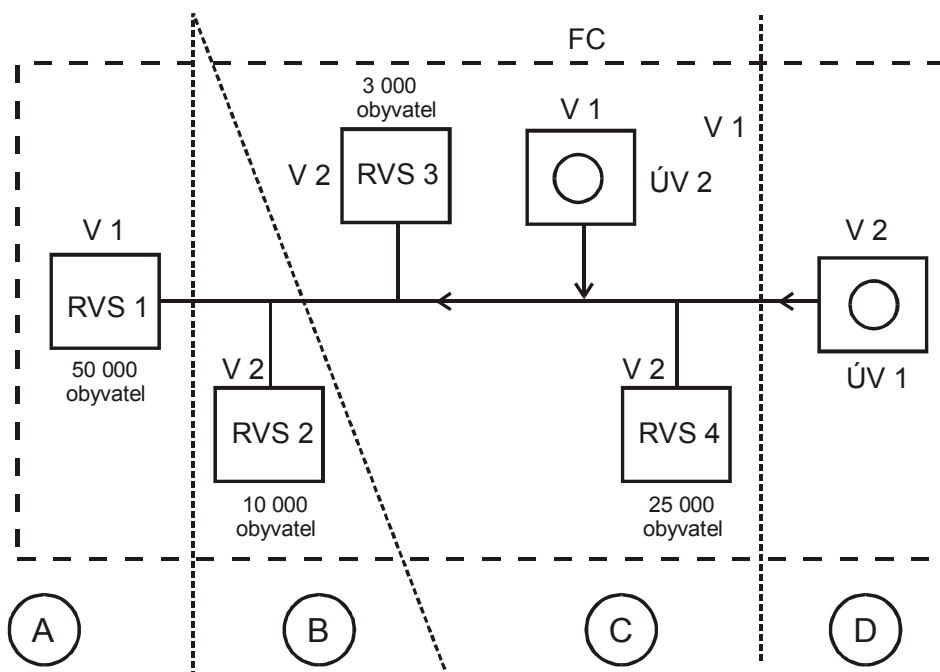 FC
3 000
obyvatel
V 1
V 1
V 2
RVS 3
ÚV 2
V 1
V 2
RVS 1
50 000
obyvatel
V 2
RVS 2
10 000
obyvatel
V 2
RVS 4
25 000
obyvatel
ÚV 1
A
B
C
D